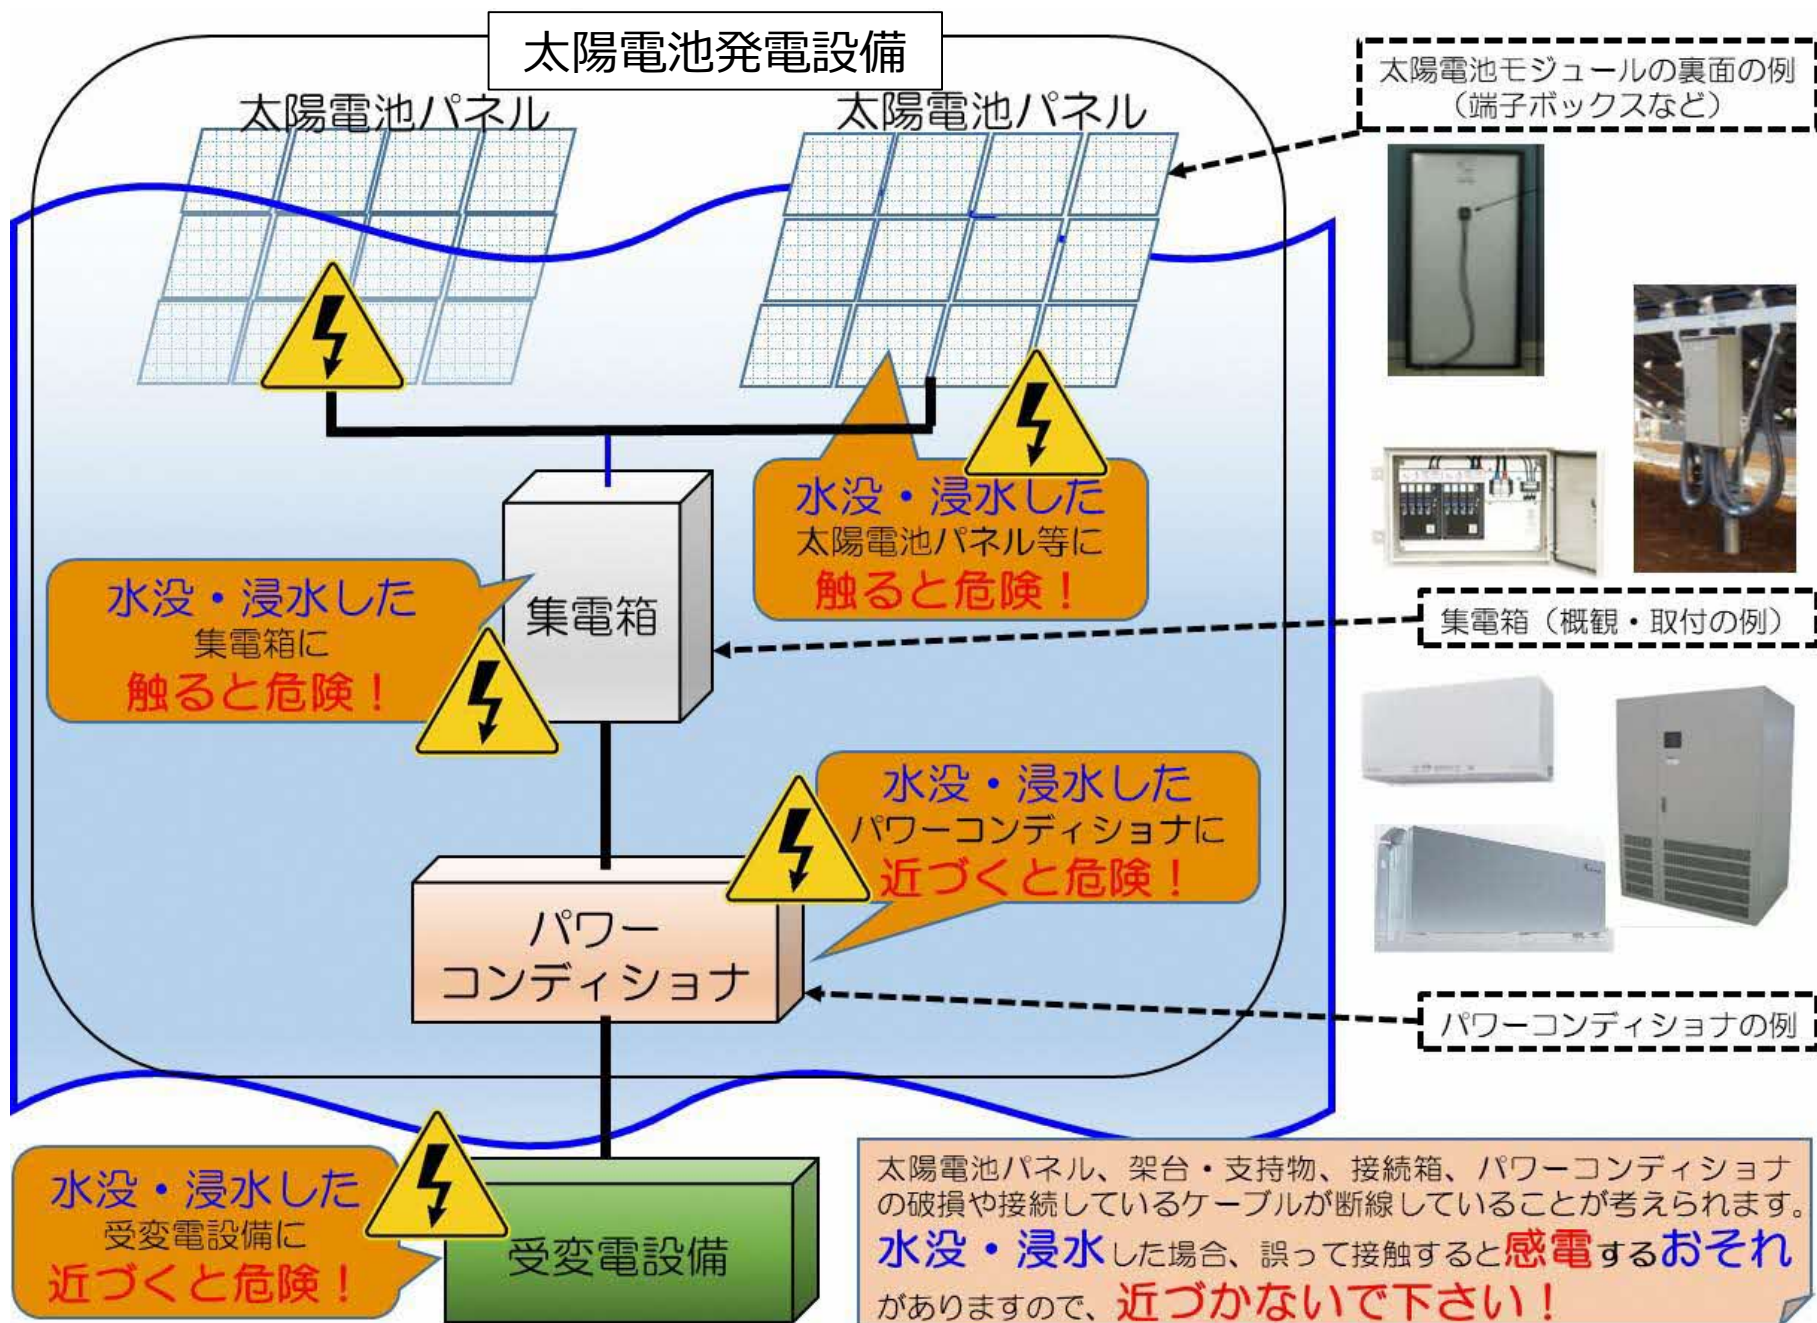 太陽電池発電設備
太陽電池パネル
太陽電池パネル
太陽電池モジュールの裏面の例
（端子ボックスなど）
水没・浸水した
太陽電池パネル等に
触ると危険！
水没・浸水した
集電箱に
触ると危険！
集電箱
集電箱（概観・取付の例）
水没・浸水した
パワーコンディショナに
近づくと危険！
パワー
コンディショナ
パワーコンディショナの例
水没・浸水した
受変電設備に
近づくと危険！
受変電設備
太陽電池パネル、架台・支持物、接続箱、パワーコンディショナ
の破損や接続しているケーブルが断線していることが考えられます。
水没・浸水した場合、誤って接触すると感電するおそれ
がありますので、近づかないで下さい！